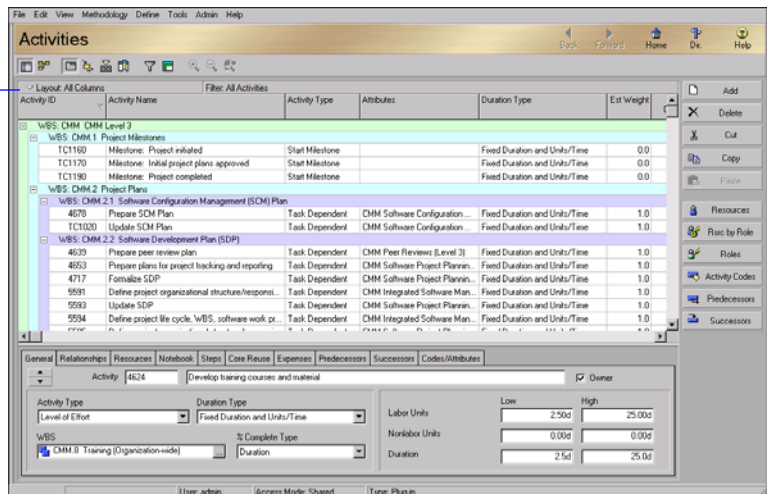 File Edit View Methodology Define Tools Admin Help
Activities
Back Forward Home Dir. Help
Layout: All Columns Filter: All Activities
Activity ID Activity Name Activity Type Attributes Duration Type Est Weight
WBS: CMM CMM Level 3
WBS: CMM.1 Project Milestones
TC1160 Milestone: Project initiated Start Milestone Fixed Duration and Units/Time 0.0
TC1170 Milestone: Initial project plans approved Start Milestone Fixed Duration and Units/Time 0.0
TC1190 Milestone: Project completed Start Milestone Fixed Duration and Units/Time 0.0
WBS: CMM.2 Project Plans
WBS: CMM.2.1 Software Configuration Management (SCM) Plan
4678 Prepare SCM Plan Task Dependent CMM Software Configuration... Fixed Duration and Units/Time 1.0
TC1020 Update SCM Plan Task Dependent CMM Software Configuration... Fixed Duration and Units/Time 1.0
WBS: CMM.2.2 Software Development Plan (SDP)
4639 Prepare peer review plan Task Dependent CMM Peer Reviews (Level 3) Fixed Duration and Units/Time 1.0
4653 Prepare plans for project tracking and reporting Task Dependent CMM Software Project Plannin... Fixed Duration and Units/Time 1.0
4717 Formalize SDP Task Dependent CMM Software Project Plannin... Fixed Duration and Units/Time 1.0
5591 Define project organizational structure/responsi... Task Dependent CMM Integrated Software Man... Fixed Duration and Units/Time 1.0
5593 Update SDP Task Dependent CMM Software Project Plannin... Fixed Duration and Units/Time 1.0
5594 Define project life cycle, WBS, software work pr... Task Dependent CMM Integrated Software Man... Fixed Duration and Units/Time 1.0
Add
Delete
Cut
Copy
Paste
Resources
Rsrc by Role
Roles
Activity Codes
Predecessors
Successors
General Relationships Resources Notebook Steps Core Reuse Expenses Predecessors Successors Codes/Attributes
Activity 4624 Develop training courses and material Owner
Activity Type Duration Type Low High
Level of Effort Fixed Duration and Units/Time Labor Units 2.50d 25.00d
WBS % Complete Type Nonlabor Units 0.00d 0.00d
CMM.8 Training (Organization-wide) ... Duration Duration 2.5d 25.0d
User: admin Access Mode: Shared Type: Plug-in